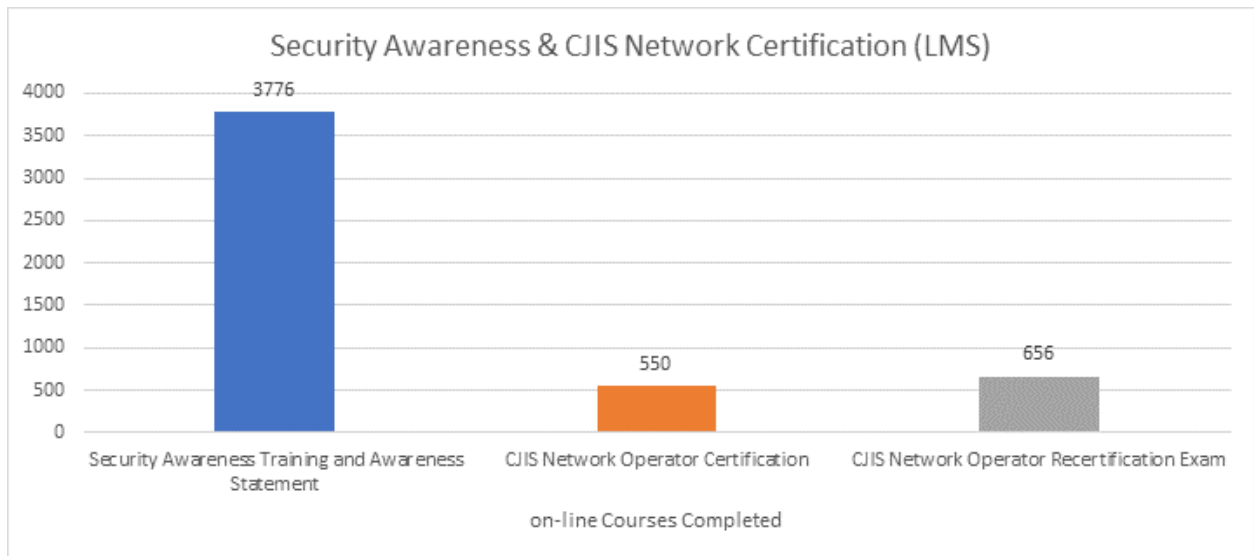 Security Awareness & CJIS Network Certification (LMS)
4000
3500
3000
2500
2000
1500
1000
500
0
3776
550
656
Security Awareness Training and Awareness
Statement
CJIS Network Operator Certification
CJIS Network Operator Recertification Exam
on-line Courses Completed